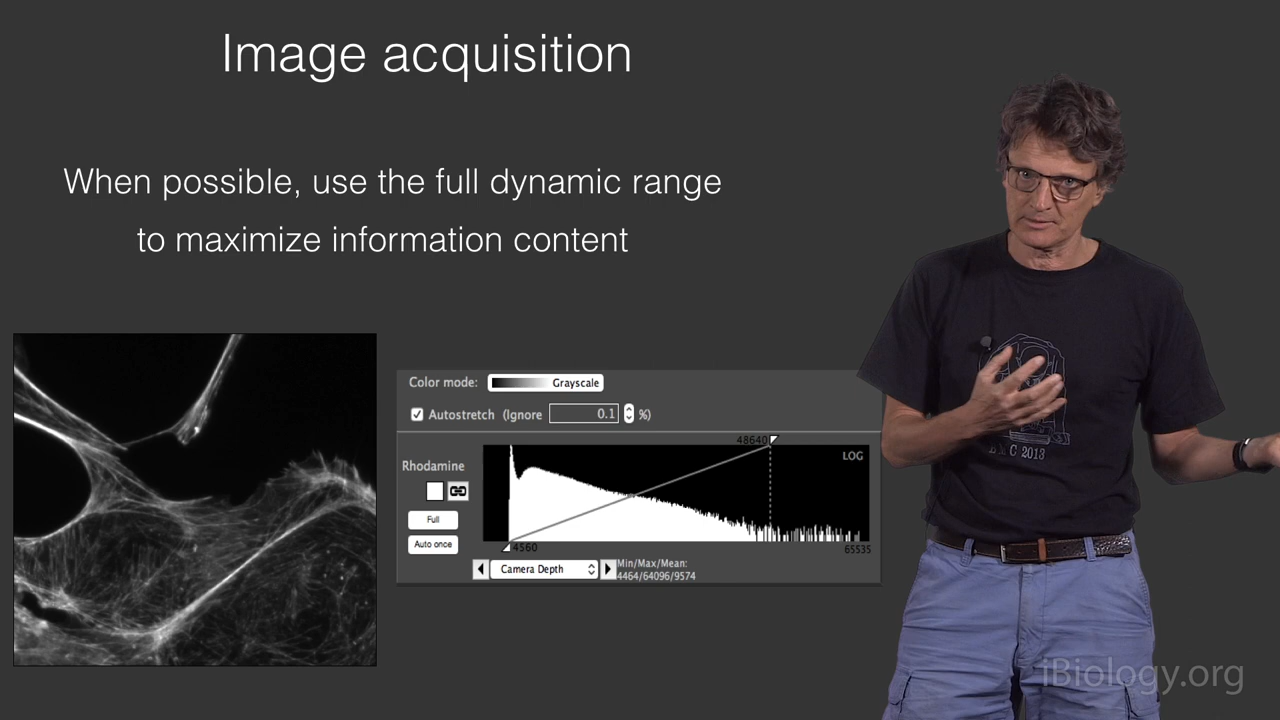 Image acquisition
When possible, use the full dynamic range
to maximize information content
Color mode: Grayscale
Autostretch (Ignore 0.1 %)
48640
LOG
Rhodamine
Full
Auto once
4560
65535
Camera Depth
Min/Max/Mean:
4464/64096/9574
C 2013
iBiology.org